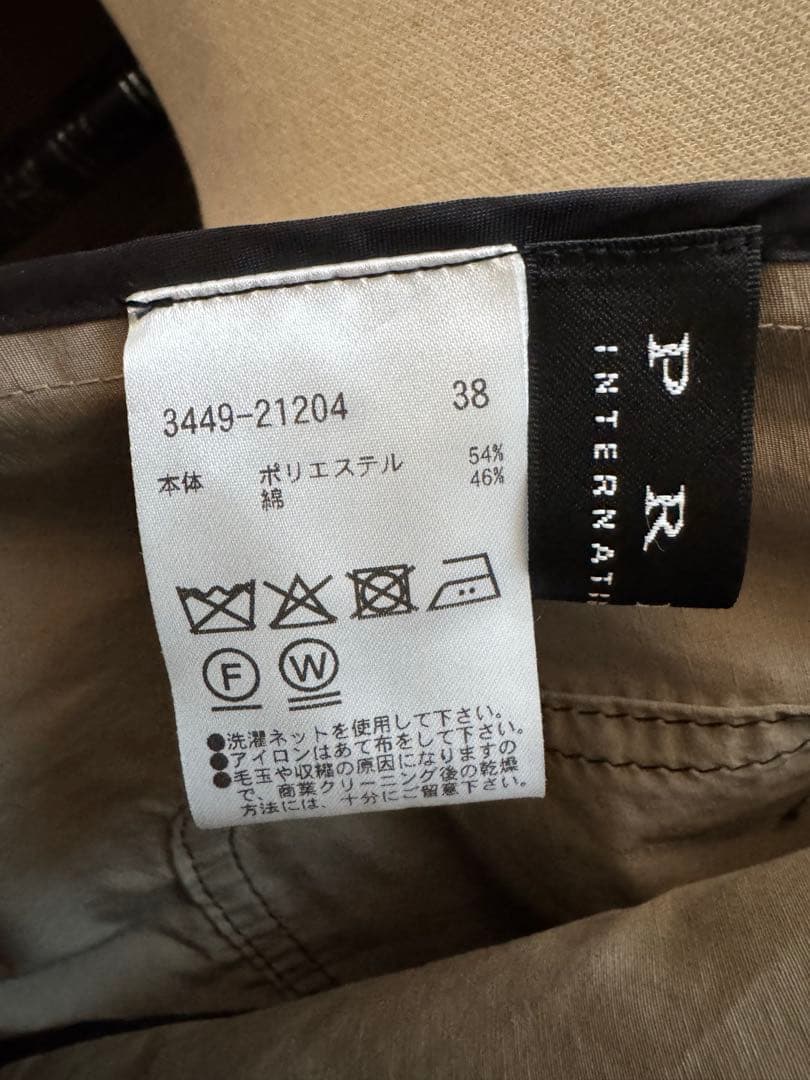 3449-21204 38
本体 ポリエステル 54%
綿 46%
F W
●洗濯ネットを使用して下さい。
●アイロンはあて布をして下さい。
●毛玉や収縮の原因になりますの
で、商業クリーニング後の乾燥
方法には、十分にご留意下さい。
P R
INTERNATI